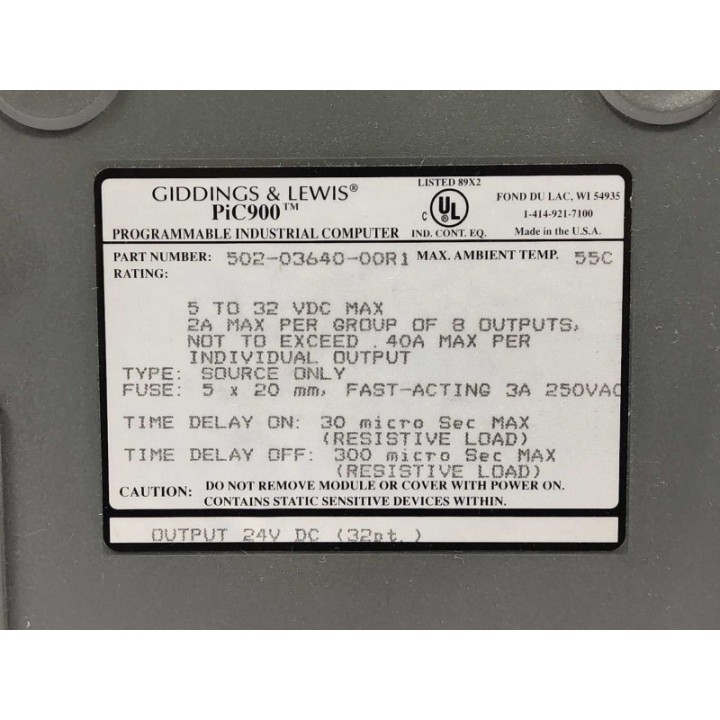 GIDDINGS & LEWIS®
PiC900™
PROGRAMMABLE INDUSTRIAL COMPUTER
LISTED 89X2
C UL
IND. CONT. EQ.
FOND DU LAC, WI 54935
1-414-921-7100
Made in the U.S.A.
PART NUMBER: 502-03640-00R1 MAX. AMBIENT TEMP. 55C
RATING:
5 TO 32 VDC MAX
2A MAX PER GROUP OF 8 OUTPUTS,
NOT TO EXCEED .40A MAX PER
INDIVIDUAL OUTPUT
TYPE: SOURCE ONLY
FUSE: 5 x 20 mm, FAST-ACTING 3A 250VAC
TIME DELAY ON: 30 micro Sec MAX
(RESISTIVE LOAD)
TIME DELAY OFF: 300 micro Sec MAX
(RESISTIVE LOAD)
CAUTION: DO NOT REMOVE MODULE OR COVER WITH POWER ON.
CONTAINS STATIC SENSITIVE DEVICES WITHIN.
OUTPUT 24V DC (32pt.)